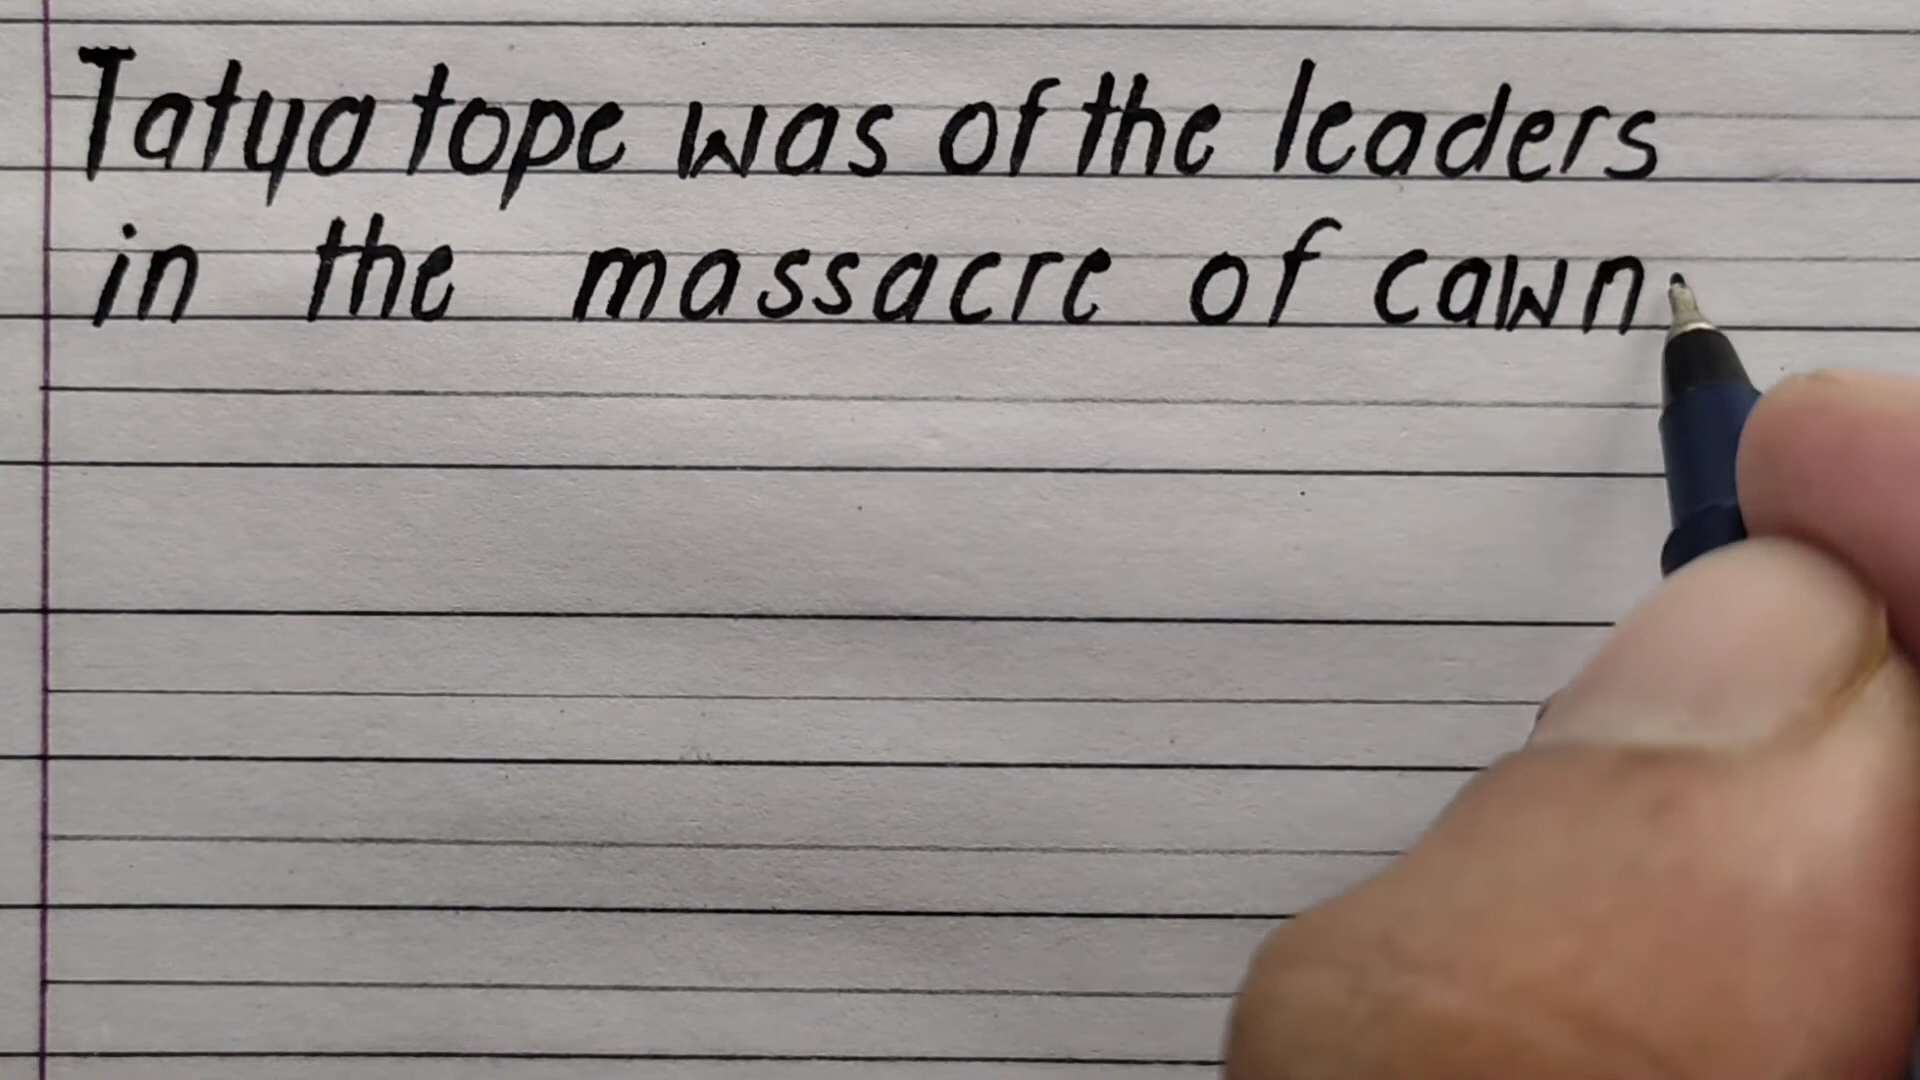 Tatya tope was of the leaders
in the massacre of cawn